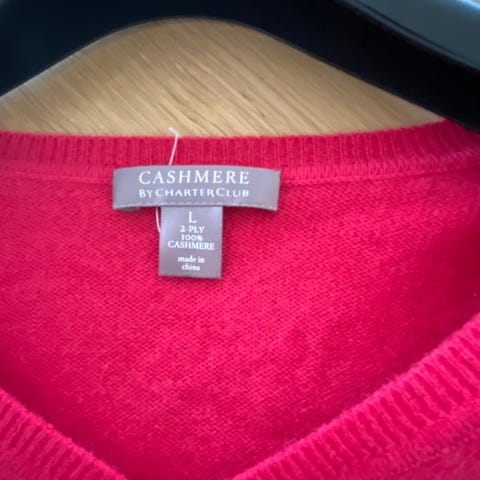 CASHMERE
BY CHARTER CLUB
L
2 PLY
100%
CASHMERE
made in
china